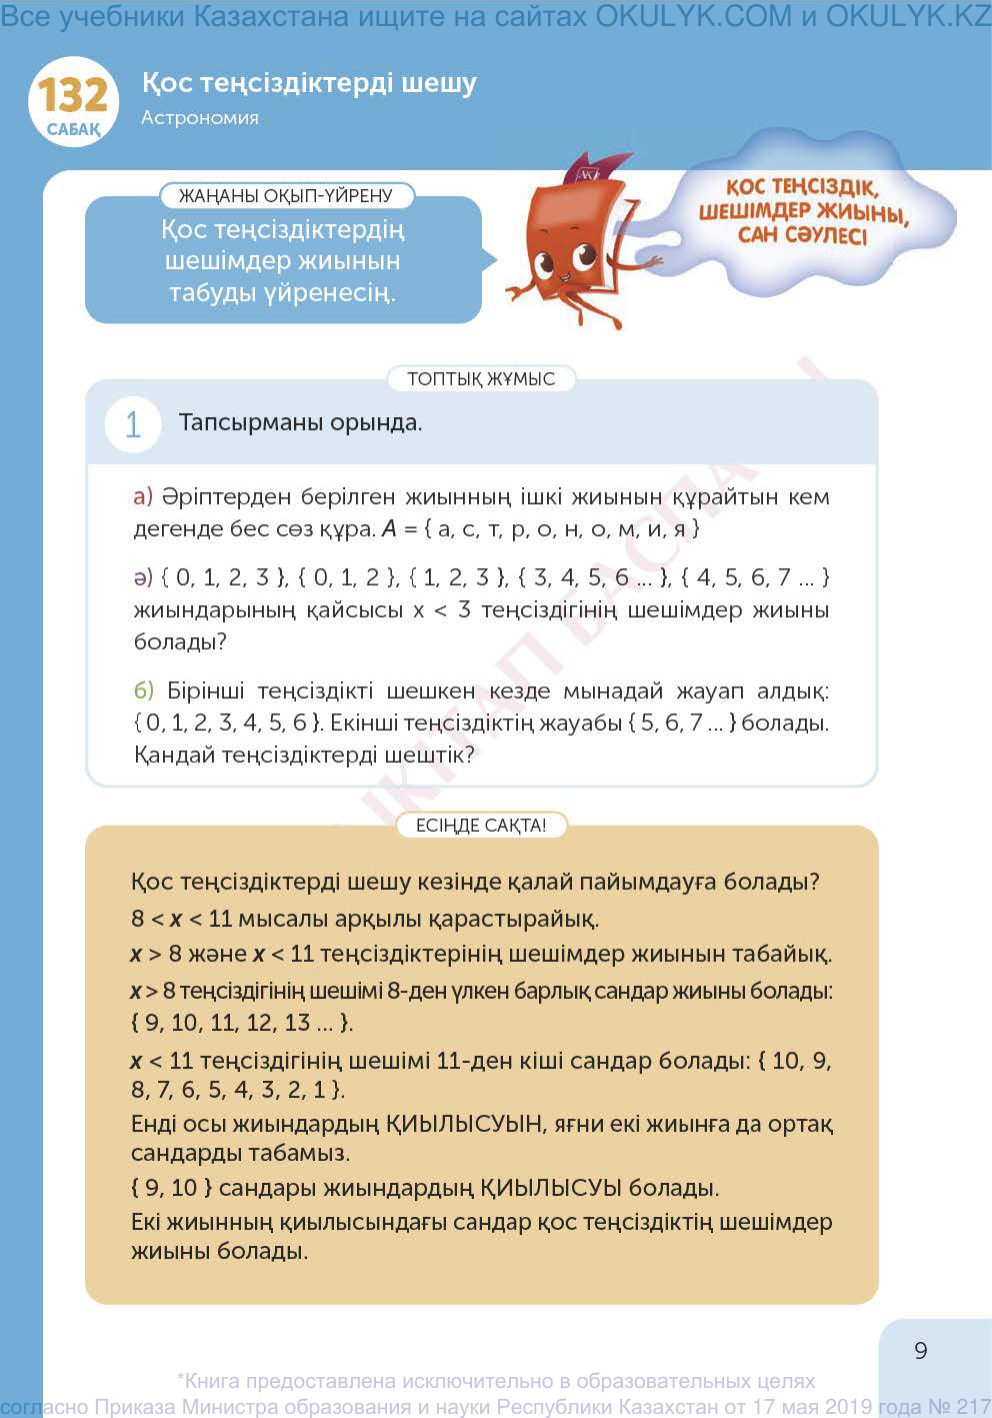 Все учебники Казахстана ищите на сайтах OKULYK.COM и OKULYK.KZ
132
САБАҚ
Қос теңсіздіктерді шешу
Астрономия
ЖАҢАНЫ ОҚЫП-ҮЙРЕНУ
Қос теңсіздіктердің
шешімдер жиынын
табуды үйренесің.
ҚОС ТЕҢСІЗДІК,
ШЕШІМДЕР ЖИЫНЫ,
САН СӘУЛЕСІ
ТОПТЫҚ ЖҰМЫС
1 Тапсырманы орында.
а) Әріптерден берілген жиынның ішкі жиынын құрайтын кем
дегенде бес сөз құра. А = { а, с, т, р, о, н, о, м, и, я }
ә) { 0, 1, 2, 3 }, { 0, 1, 2 }, { 1, 2, 3 }, { 3, 4, 5, 6 ... }, { 4, 5, 6, 7 ... }
жиындарының қайсысы х < 3 теңсіздігінің шешімдер жиыны
болады?
б) Бірінші теңсіздікті шешкен кезде мынадай жауап алдық:
{ 0, 1, 2, 3, 4, 5, 6 }. Екінші теңсіздіктің жауабы { 5, 6, 7 ... } болады.
Қандай теңсіздіктерді шештік?
ЕСІҢДЕ САҚТА!
Қос теңсіздіктерді шешу кезінде қалай пайымдауға болады?
8 < х < 11 мысалы арқылы қарастырайық.
х > 8 және х < 11 теңсіздіктерінің шешімдер жиынын табайық.
х > 8 теңсіздігінің шешімі 8-ден үлкен барлық сандар жиыны болады:
{ 9, 10, 11, 12, 13 ... }.
х < 11 теңсіздігінің шешімі 11-ден кіші сандар болады: { 10, 9,
8, 7, 6, 5, 4, 3, 2, 1 }.
Енді осы жиындардың ҚИЫЛЫСУЫН, яғни екі жиынға да ортақ
сандарды табамыз.
{ 9, 10 } сандары жиындардың ҚИЫЛЫСУЫ болады.
Екі жиынның қиылысындағы сандар қос теңсіздіктің шешімдер
жиыны болады.
9
*Книга предоставлена исключительно в образовательных целях
согласно Приказа Министра образования и науки Республики Казахстан от 17 мая 2019 года № 217